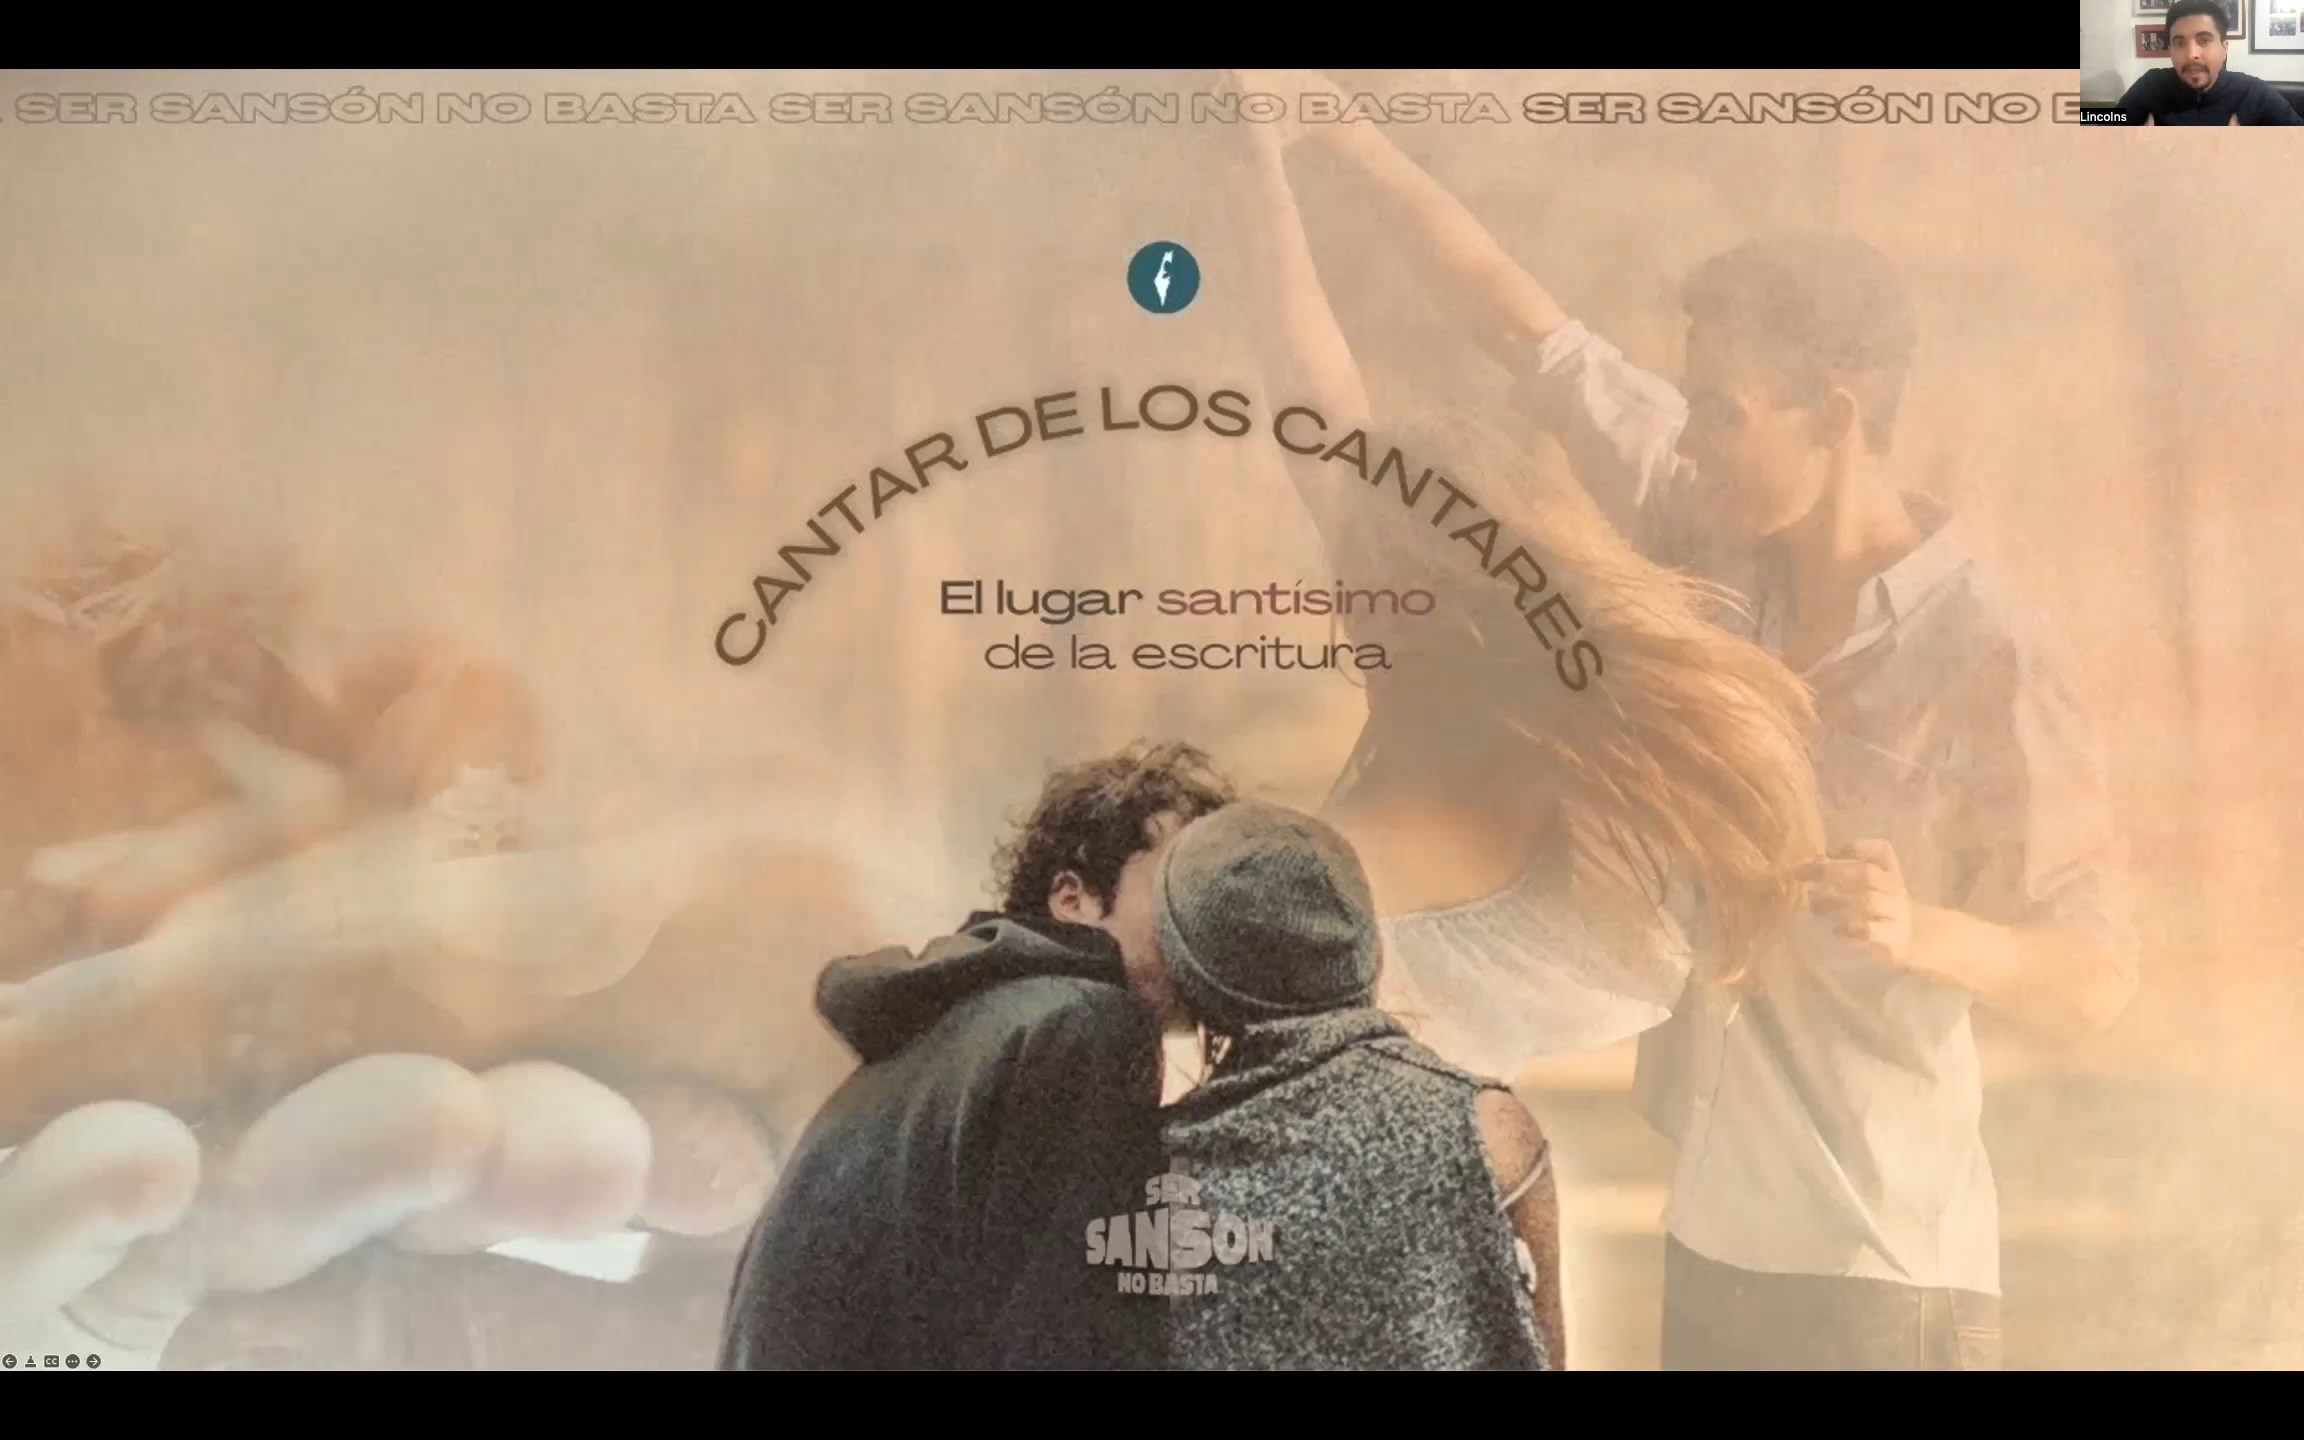 SER SANSÓN NO BASTA SER SANSÓN NO BASTA SER SANSÓN NO
Lincolns
CANTAR DE LOS CANTARES
El lugar santísimo
de la escritura
SER
SANSON
NO BASTA
CC